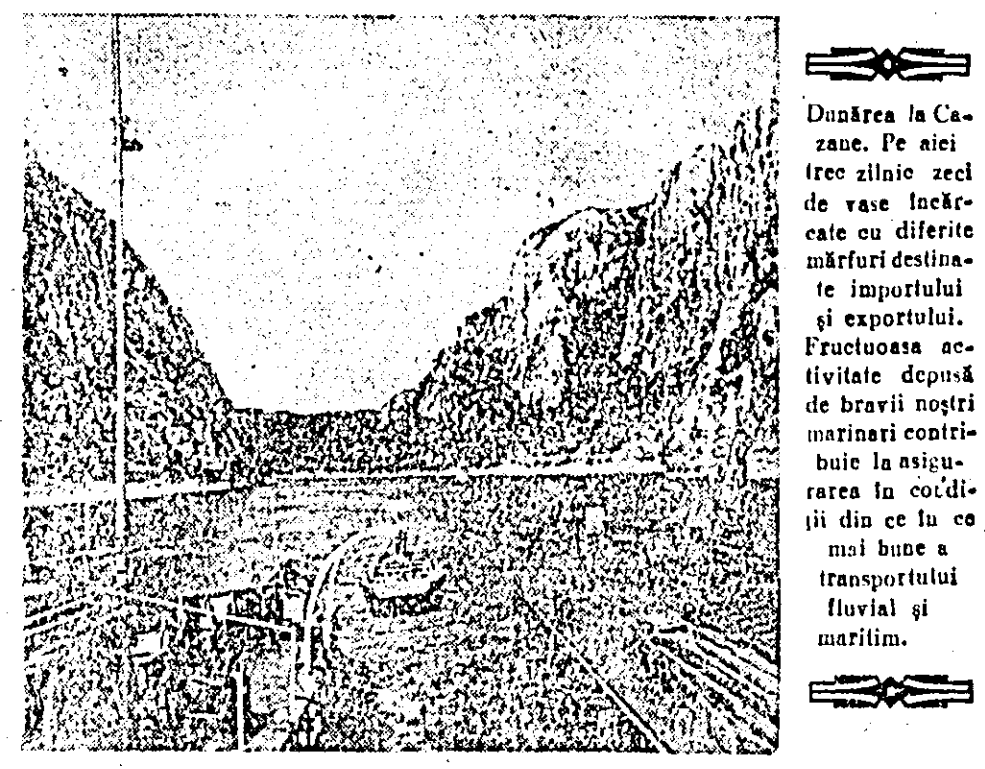 Dunărea la Ca-
zane. Pe aici
trec zilnic zeci
de vase încăr-
cate cu diferite
mărfuri destina-
te importului
și exportului.
Fructuoasa ac-
tivitate depusă
de bravii noștri
marinari contri-
buie la asigu-
rarea în condi-
ții din ce în ce
mai bune a
transportului
fluvial și
maritim.